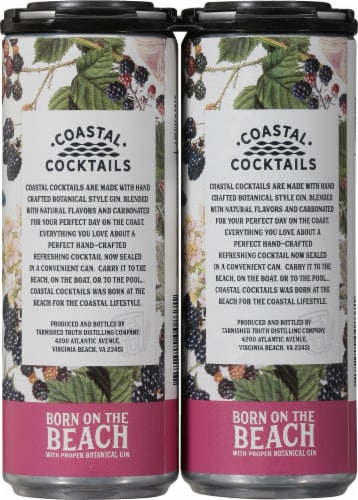 ·COASTAL·
COCKTAILS
COASTAL COCKTAILS ARE MADE WITH HAND
CRAFTED BOTANICAL STYLE GIN. BLENDED
WITH NATURAL FLAVORS AND CARBONATED
FOR YOUR PERFECT DAY ON THE COAST.
EVERYTHING YOU LOVE ABOUT A
PERFECT HAND-CRAFTED
REFRESHING COCKTAIL NOW SEALED
IN A CONVENIENT CAN. CARRY IT TO THE
BEACH, ON THE BOAT, OR TO THE POOL...
COASTAL COCKTAILS WAS BORN AT THE
BEACH FOR THE COASTAL LIFESTYLE.
PRODUCED AND BOTTLED BY
TARNISHED TRUTH DISTILLING COMPANY,
4200 ATLANTIC AVENUE,
VIRGINIA BEACH, VA 23451
BORN ON THE
BEACH
WITH PROPER BOTANICAL GIN
·COASTAL·
COCKTAILS
COASTAL COCKTAILS ARE MADE WITH HAND
CRAFTED BOTANICAL STYLE GIN. BLENDED
WITH NATURAL FLAVORS AND CARBONATED
FOR YOUR PERFECT DAY ON THE COAST.
EVERYTHING YOU LOVE ABOUT A
PERFECT HAND-CRAFTED
REFRESHING COCKTAIL NOW SEALED
IN A CONVENIENT CAN. CARRY IT TO THE
BEACH, ON THE BOAT, OR TO THE POOL...
COASTAL COCKTAILS WAS BORN AT THE
BEACH FOR THE COASTAL LIFESTYLE.
PRODUCED AND BOTTLED BY
TARNISHED TRUTH DISTILLING COMPANY,
4200 ATLANTIC AVENUE,
VIRGINIA BEACH, VA 23451
BORN ON THE
BEACH
WITH PROPER BOTANICAL GIN